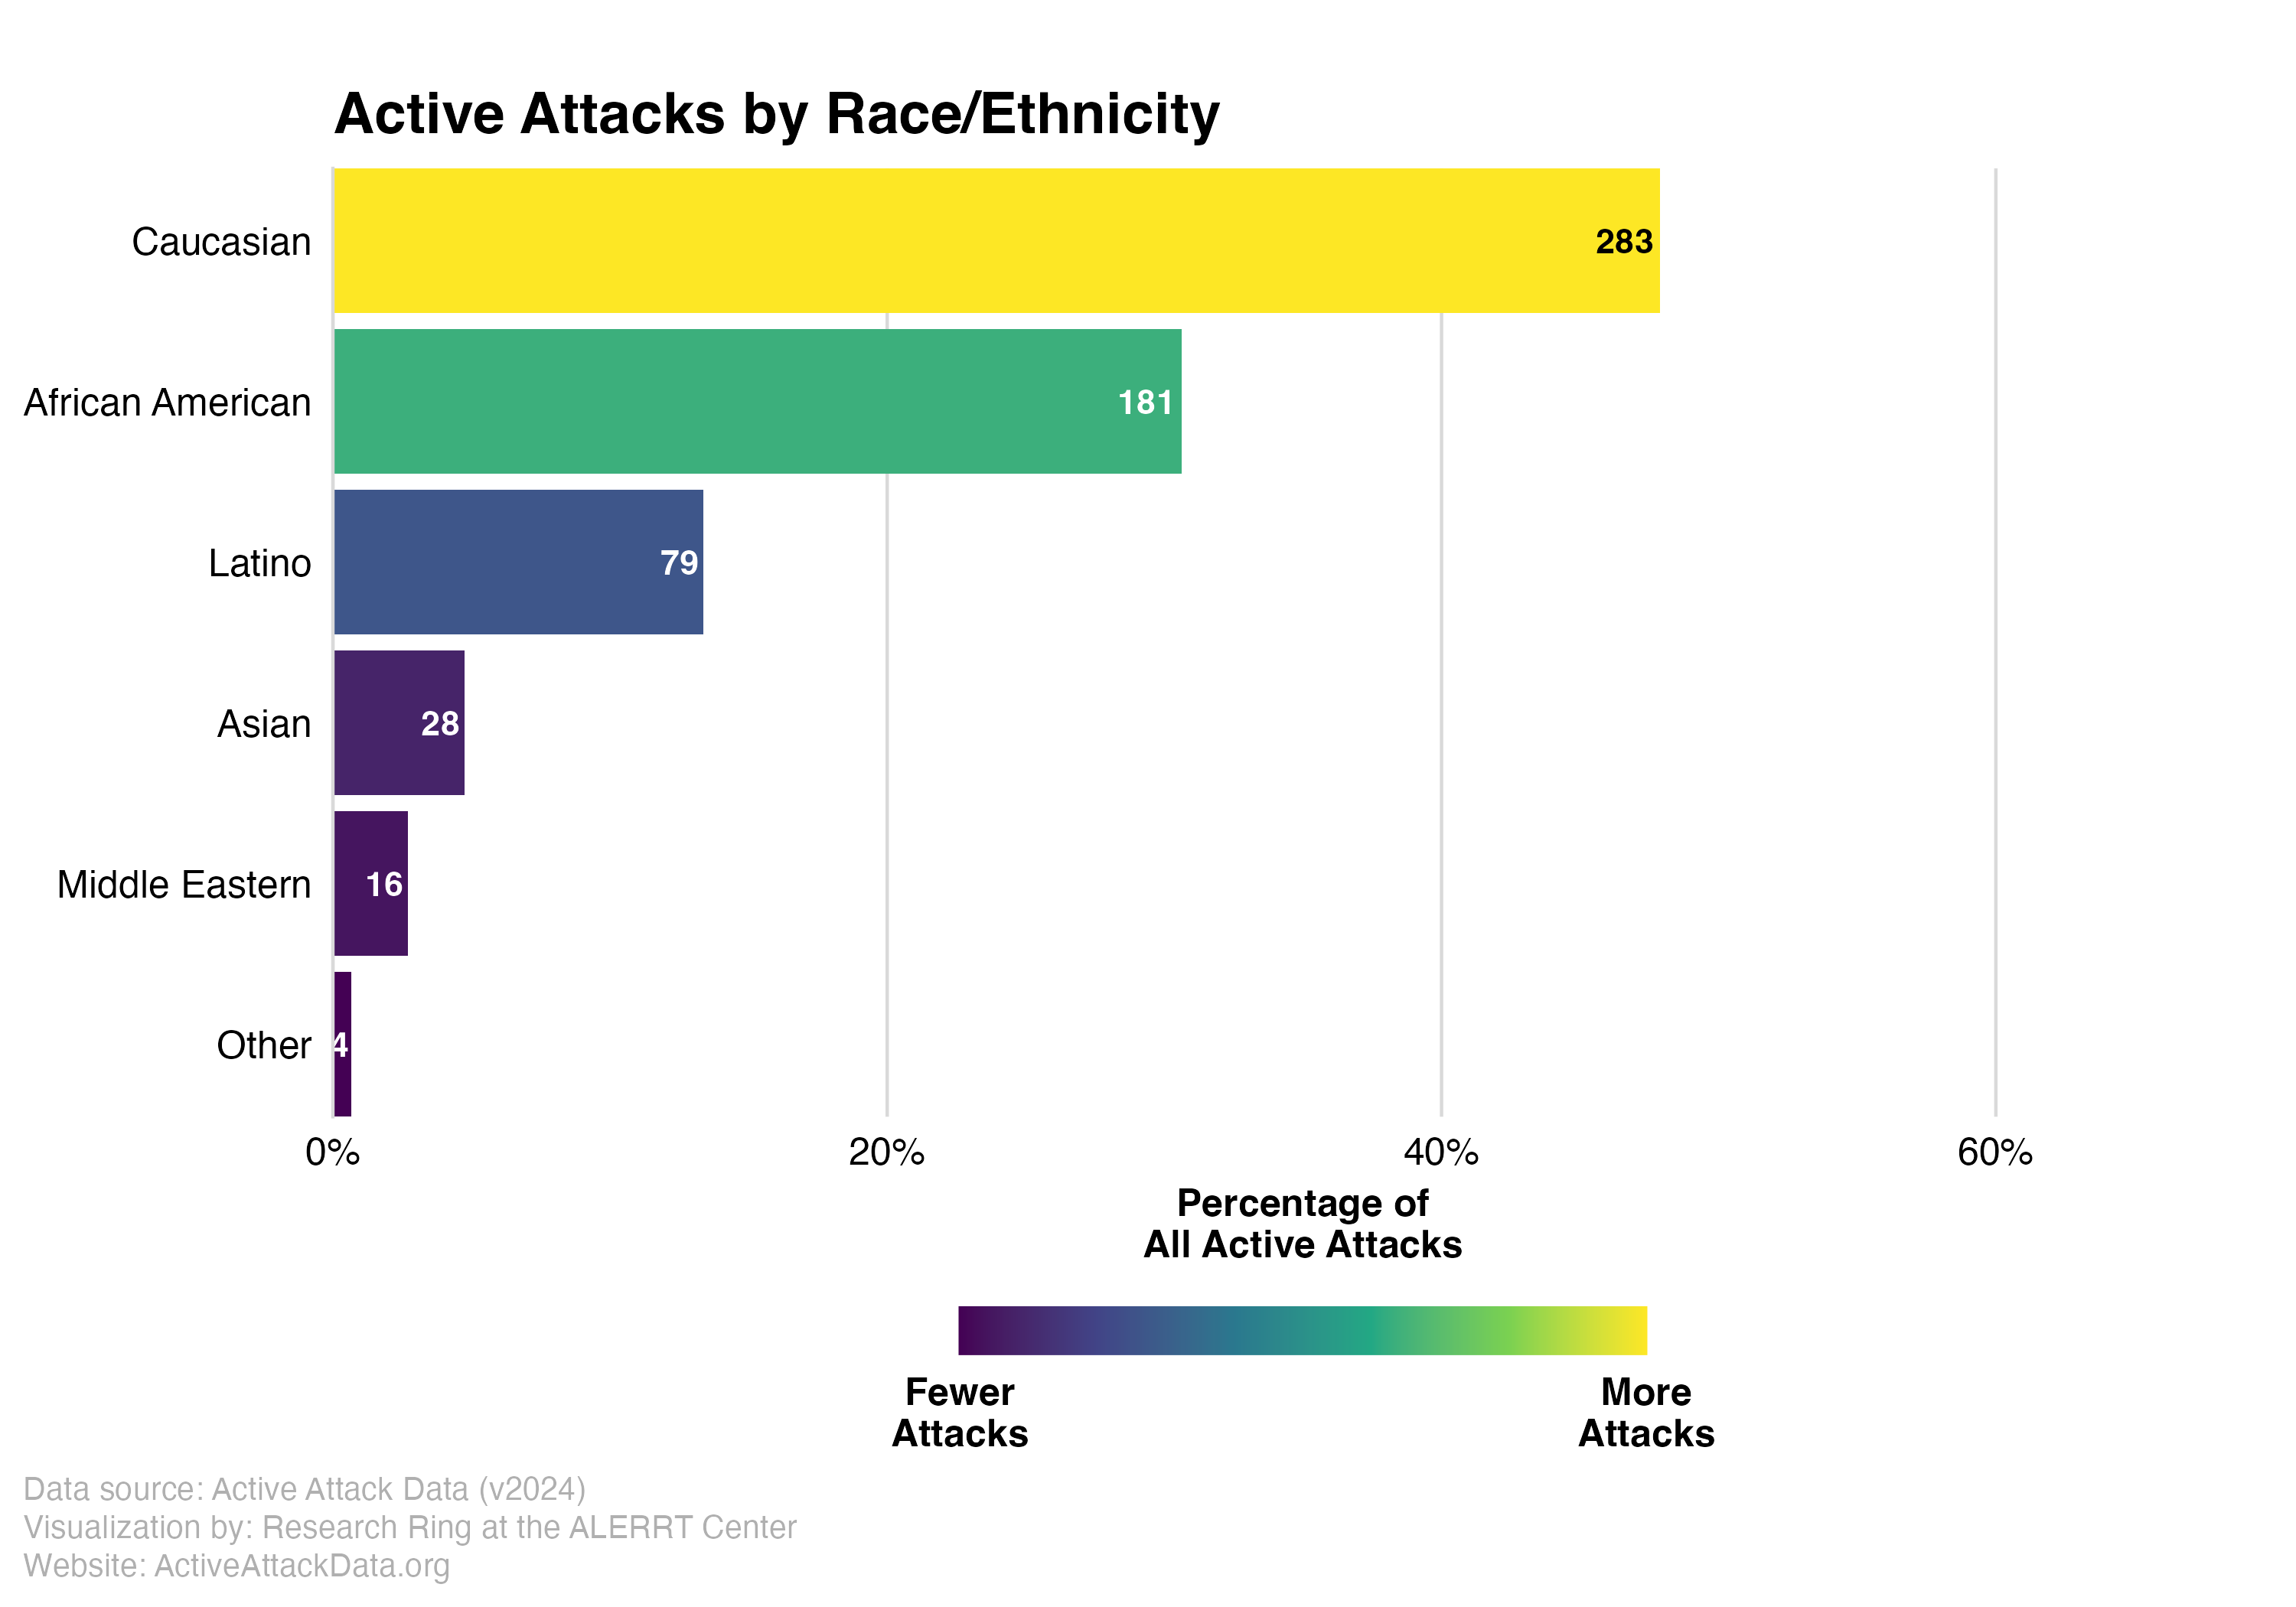 Active Attacks by Race/Ethnicity
Caucasian
283
African American
181
Latino
79
Asian
28
Middle Eastern
16
Other
4
0%
20%
40%
60%
Percentage of
All Active Attacks
Fewer
Attacks
More
Attacks
Data source: Active Attack Data (v2024)
Visualization by: Research Ring at the ALERRT Center
Website: ActiveAttackData.org